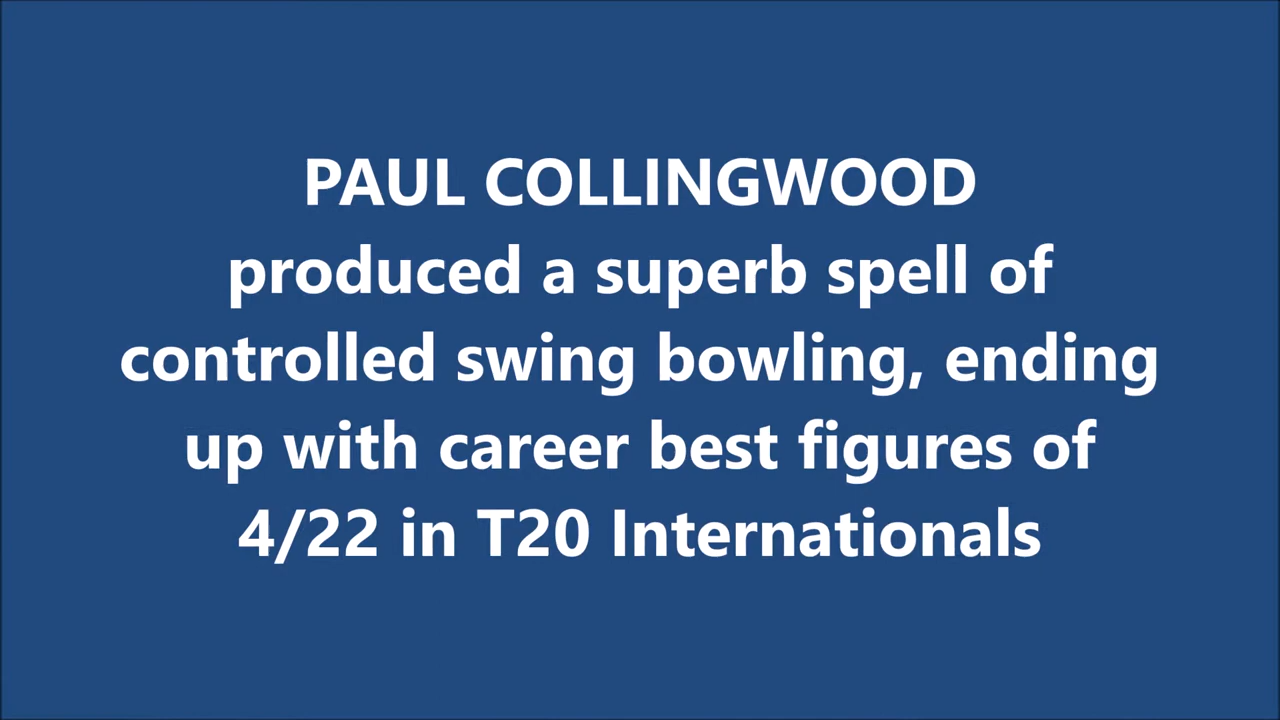 PAUL COLLINGWOOD
produced a superb spell of
controlled swing bowling, ending
up with career best figures of
4/22 in T20 Internationals